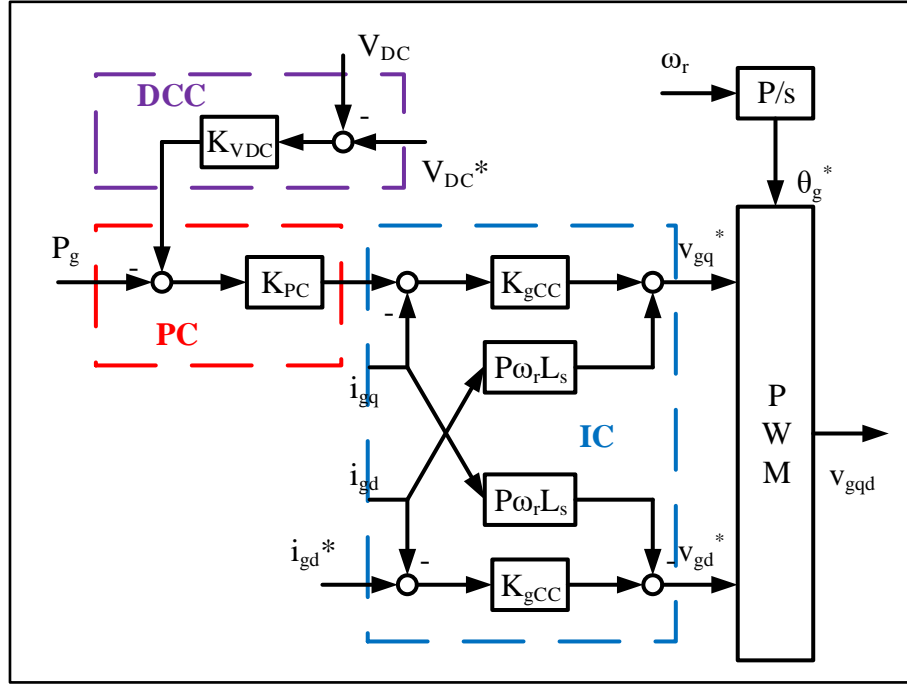 V_DC
ω_r
DCC
P/s
-
K_VDC
V_DC*
θ_g^*
P_g
-
v_gq^*
K_PC
K_gCC
-
PC
Pω_rL_s
i_gq
P
W
M
IC
i_gd
v_gqd
Pω_rL_s
i_gd*
-
-
v_gd^*
K_gCC